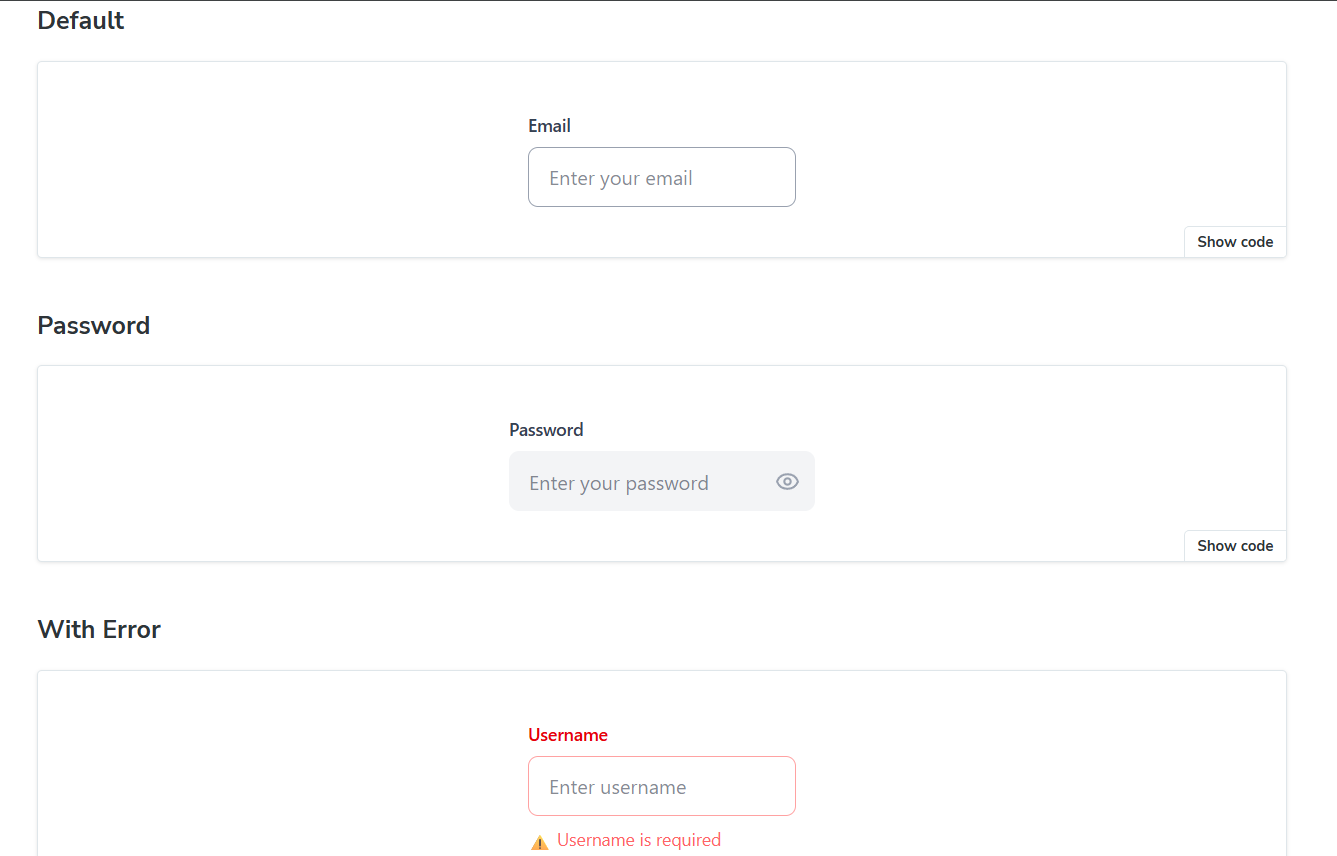 Default
Email
Enter your email
Show code
Password
Password
Enter your password
Show code
With Error
Username
Enter username
Username is required